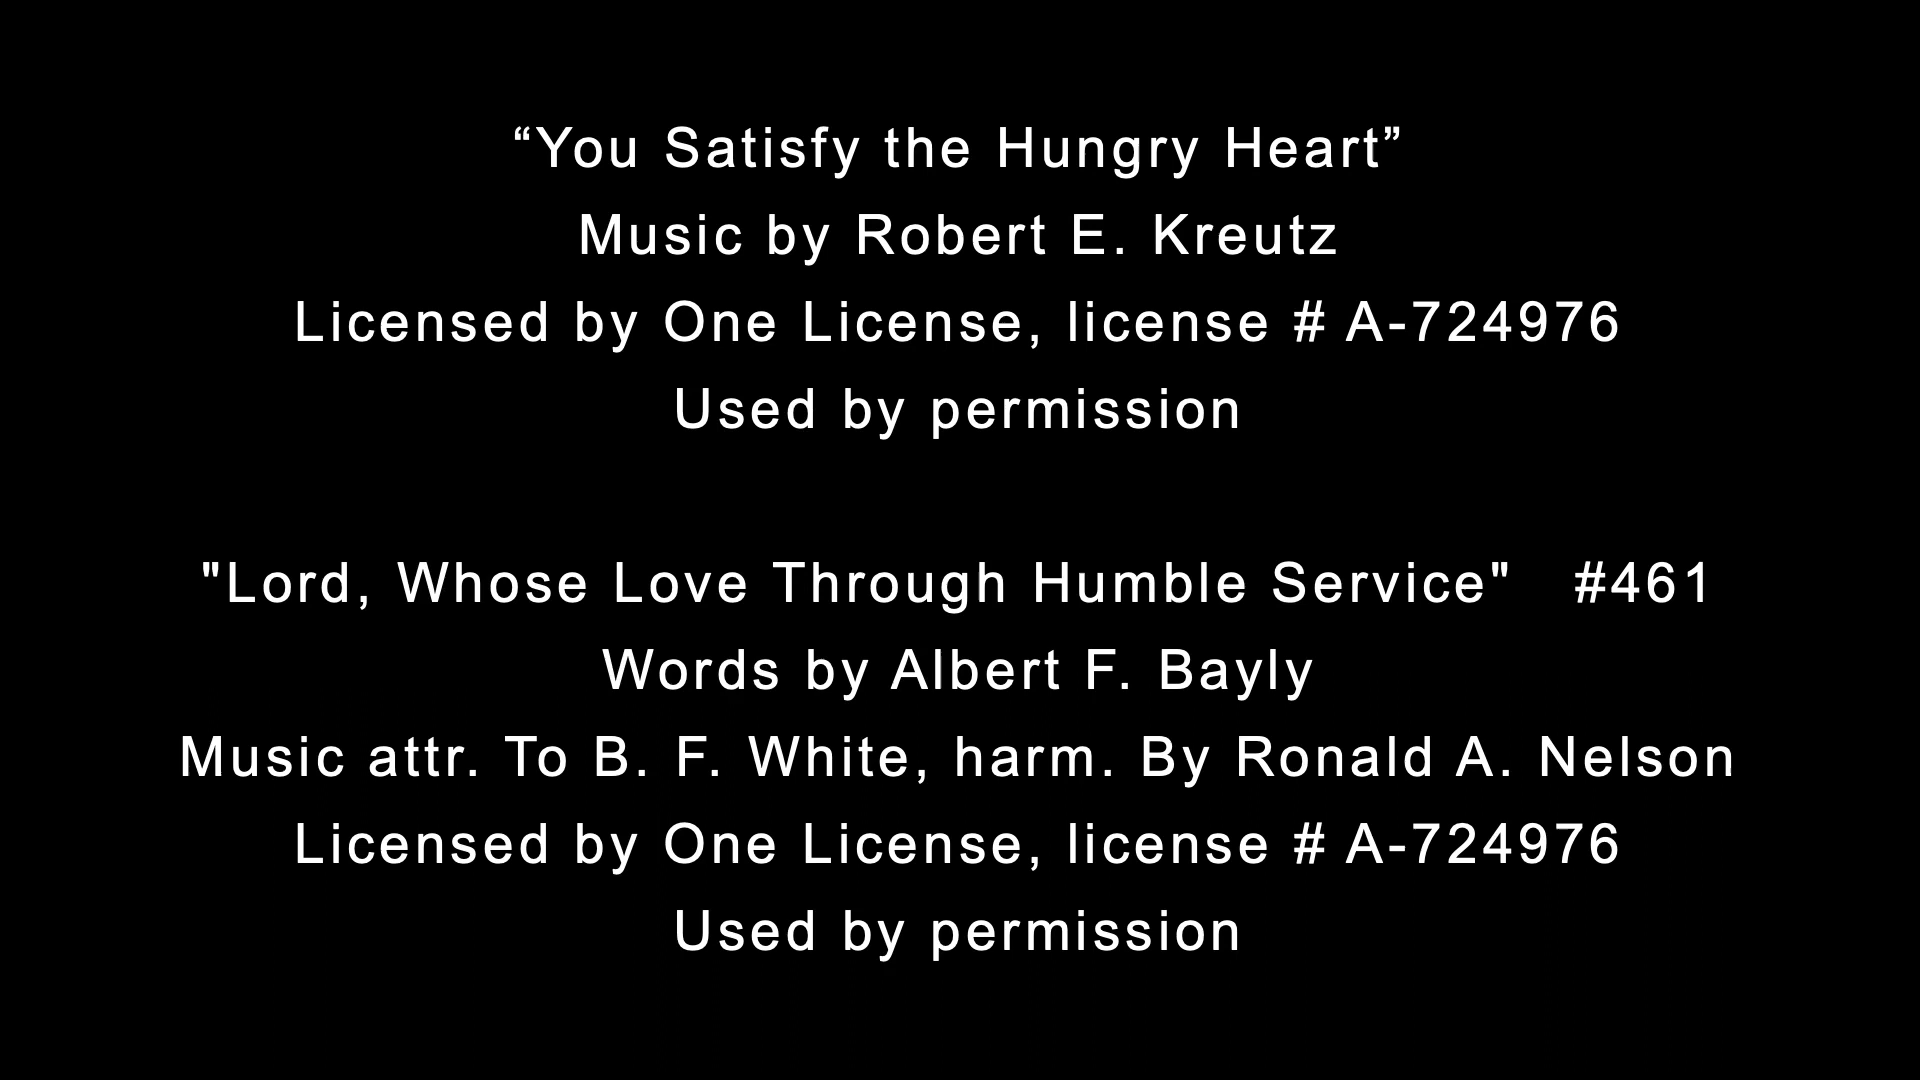 “You Satisfy the Hungry Heart”
Music by Robert E. Kreutz
Licensed by One License, license # A-724976
Used by permission
"Lord, Whose Love Through Humble Service" #461
Words by Albert F. Bayly
Music attr. To B. F. White, harm. By Ronald A. Nelson
Licensed by One License, license # A-724976
Used by permission